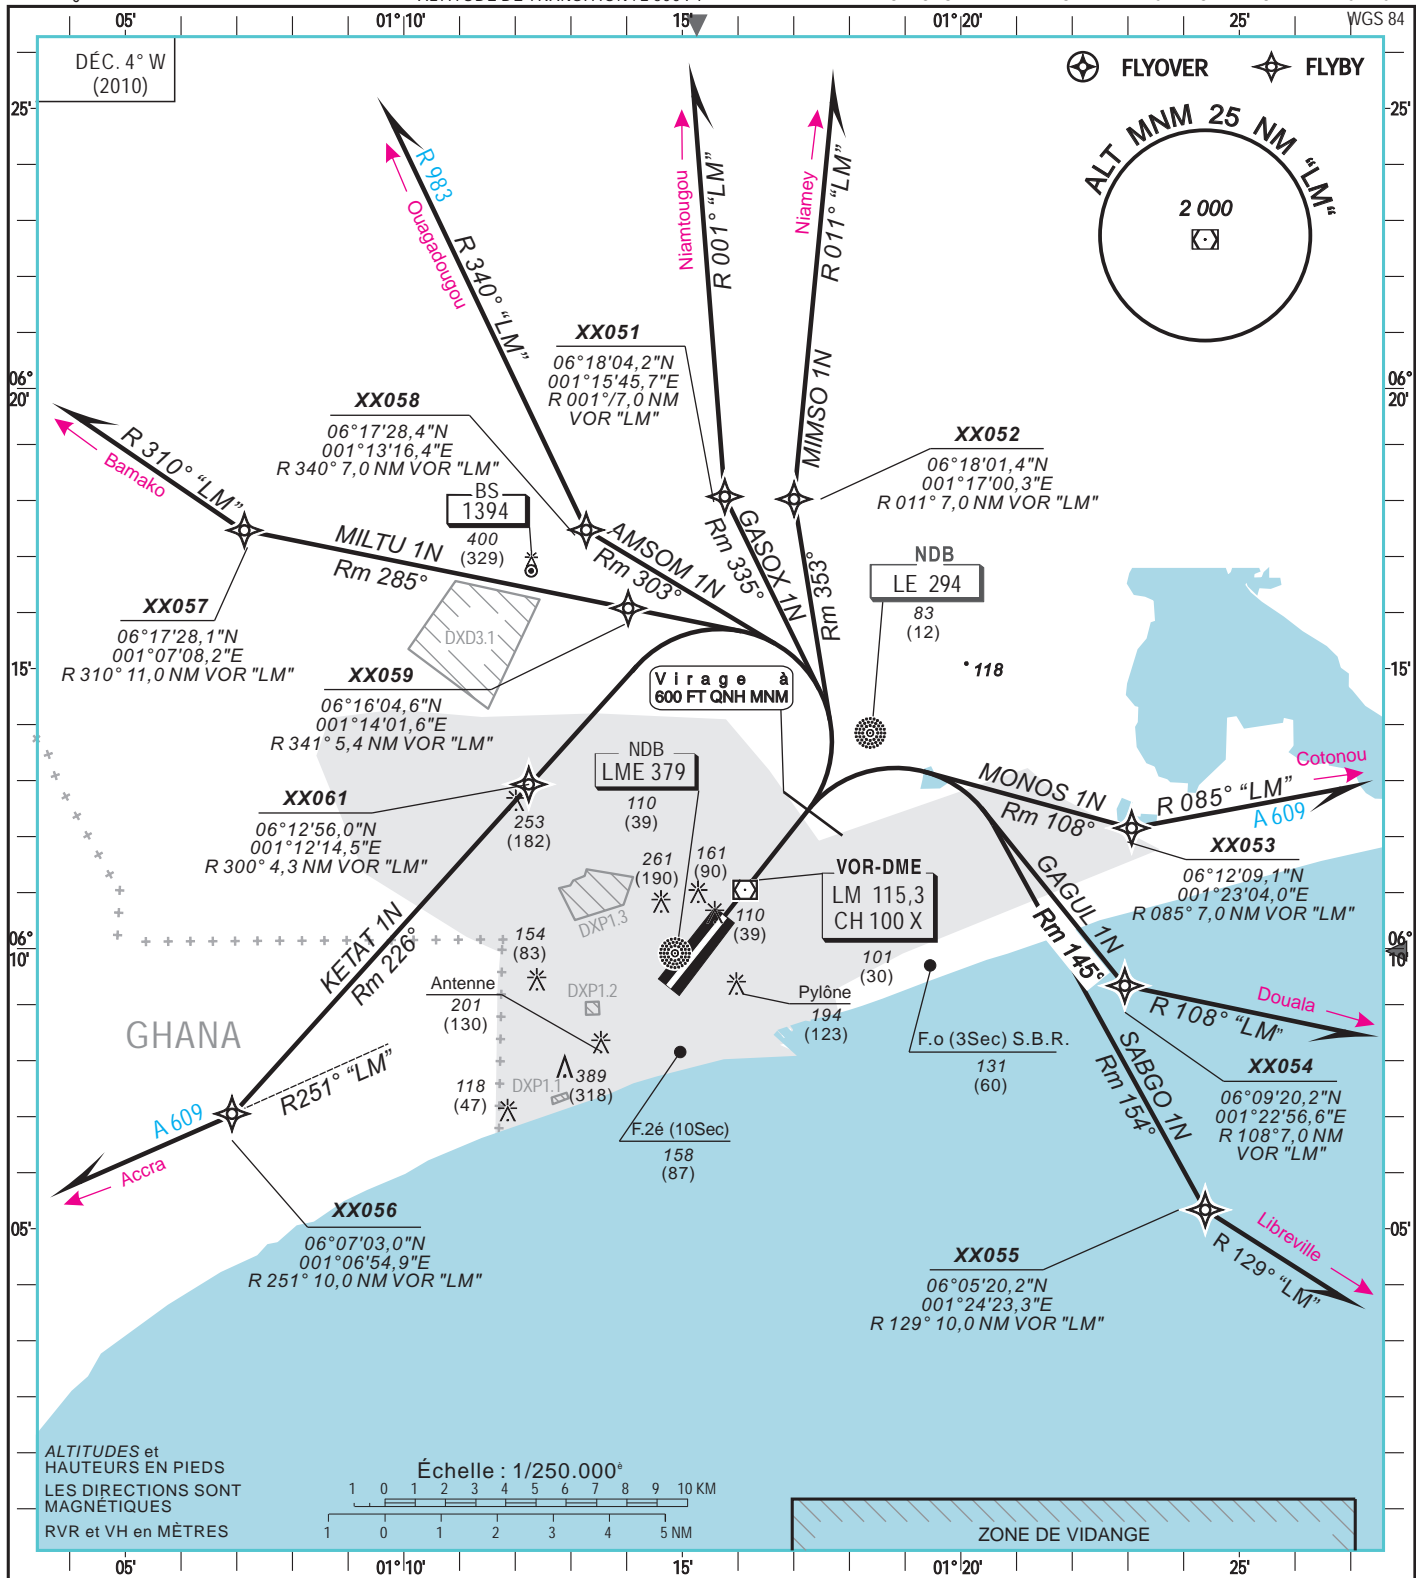 05'
01°10'
15'
01°20'
25'
WGS 84
DÉC. 4° W
(2010)
FLYOVER
FLYBY
25'
25'
ALT MNM 25 NM “LM“
2 000
R 983
Ouagadougou
R 340° “LM”
Niamtougou
R 001° “LM”
Niamey
R 011° “LM”
XX051
06°18'04,2"N
001°15'45,7"E
R 001°/7,0 NM
VOR "LM"
MIMSO 1N
06°
20'
06°
20'
XX058
06°17'28,4"N
001°13'16,4"E
R 340° 7,0 NM VOR "LM"
XX052
06°18'01,4"N
001°17'00,3"E
R 011° 7,0 NM VOR "LM"
R 310° “LM”
Bamako
BS
1394
400
(329)
MILTU 1N
Rm 285°
AMSOM 1N
Rm 303°
GASOX 1N
Rm 335°
Rm 353°
NDB
LE 294
83
(12)
XX057
06°17'28,1"N
001°07'08,2"E
R 310° 11,0 NM VOR "LM"
DXD3.1
118
15'
15'
XX059
06°16'04,6"N
001°14'01,6"E
R 341° 5,4 NM VOR "LM"
Virage à
600 FT QNH MNM
NDB
LME 379
110
(39)
XX061
06°12'56,0"N
001°12'14,5"E
R 300° 4,3 NM VOR "LM"
253
(182)
Cotonou
MONOS 1N
Rm 108°
R 085° “LM”
A 609
XX053
06°12'09,1"N
001°23'04,0"E
R 085° 7,0 NM VOR "LM"
261
(190)
161
(90)
VOR-DME
LM 115,3
CH 100 X
110
(39)
DXP1.3
101
(30)
GAGUL 1N
Rm 145°
06°
10'
06°
10'
154
(83)
KETAT 1N
Rm 226°
Antenne
201
(130)
DXP1.2
Pylône
194
(123)
Douala
R 108° “LM”
GHANA
F.o (3Sec) S.B.R.
131
(60)
SABGO 1N
Rm 154°
XX054
06°09'20,2"N
001°22'56,6"E
R 108°7,0 NM
VOR "LM"
R251° “LM”
118
(47)
DXP1.1
389
(318)
A 609
Accra
F.2é (10Sec)
158
(87)
XX056
06°07'03,0"N
001°06'54,9"E
R 251° 10,0 NM VOR "LM"
05'
05'
Libreville
R 129° “LM”
XX055
06°05'20,2"N
001°24'23,3"E
R 129° 10,0 NM VOR "LM"
ALTITUDES et
HAUTEURS EN PIEDS
LES DIRECTIONS SONT
MAGNÉTIQUES
RVR et VH en MÈTRES
Échelle : 1/250.000è
1 0 1 2 3 4 5 6 7 8 9 10 KM
1 0 1 2 3 4 5 NM
ZONE DE VIDANGE
05'
01°10'
15'
01°20'
25'